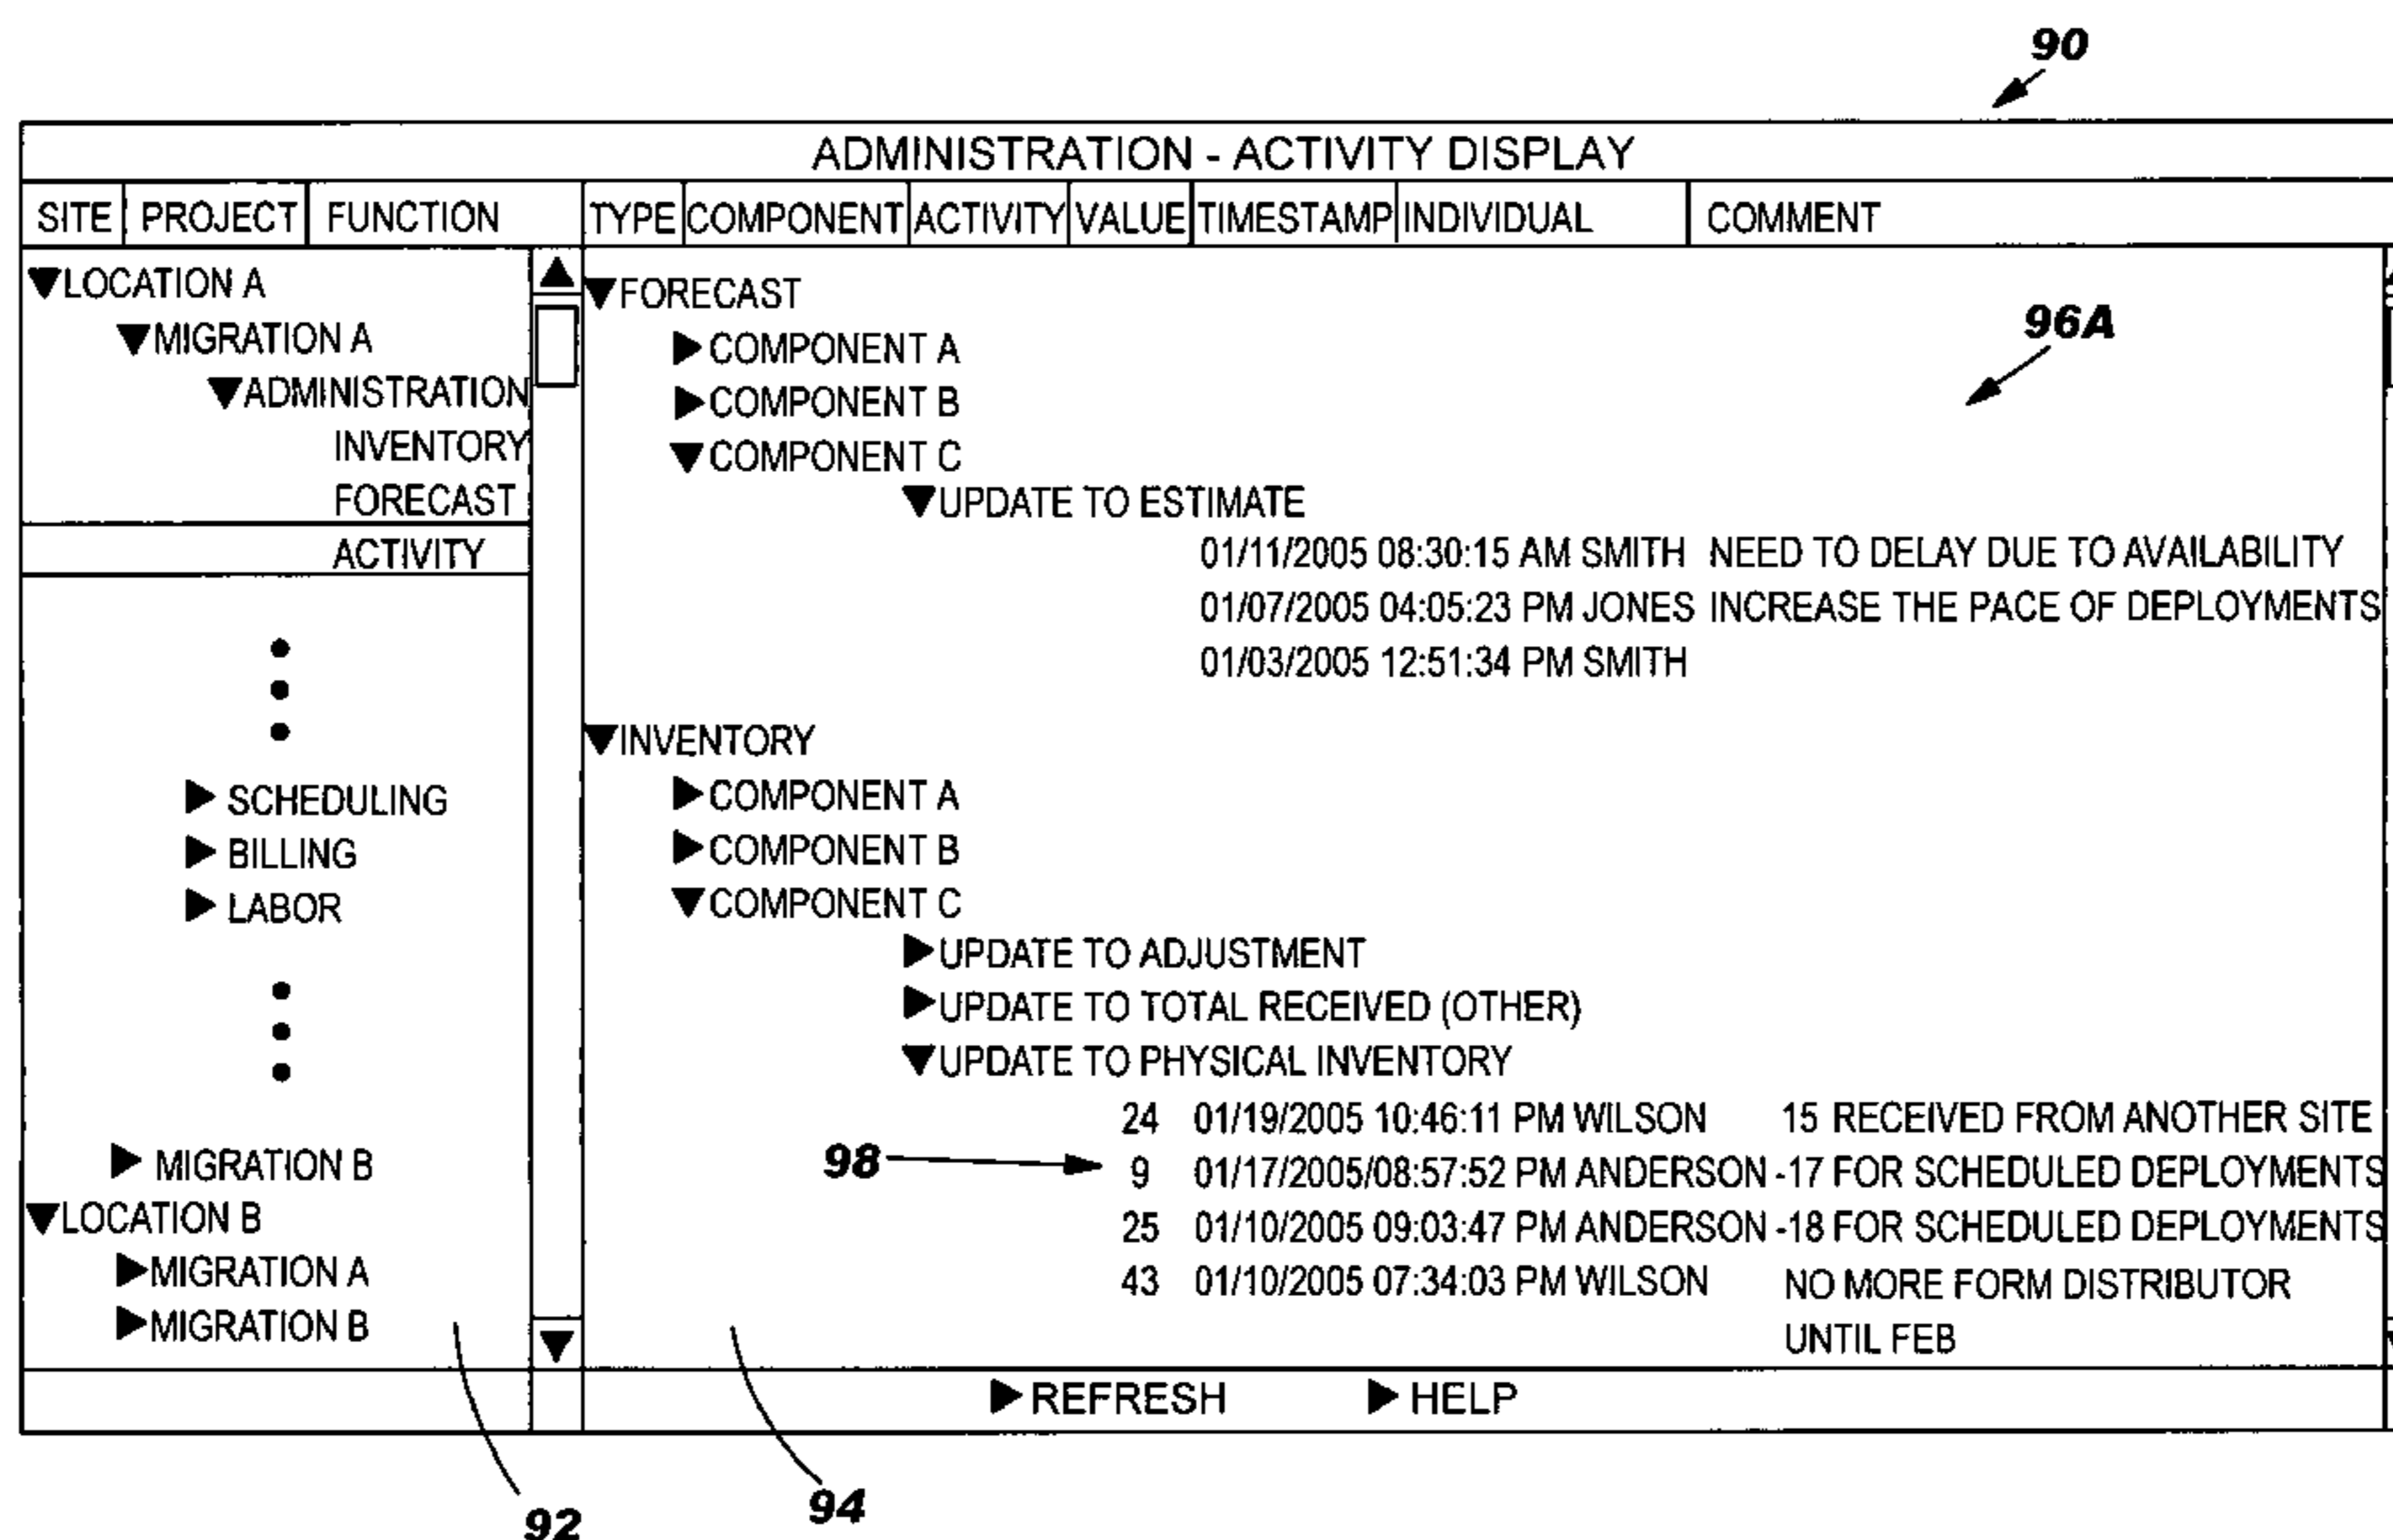 90
ADMINISTRATION - ACTIVITY DISPLAY
SITE PROJECT FUNCTION TYPE COMPONENT ACTIVITY VALUE TIMESTAMP INDIVIDUAL COMMENT
▼LOCATION A
▼MIGRATION A
▼ADMINISTRATION
INVENTORY
FORECAST
ACTIVITY
▶ SCHEDULING
▶ BILLING
▶ LABOR
▶ MIGRATION B
▼LOCATION B
▶MIGRATION A
▶MIGRATION B
▼FORECAST
96A
▶COMPONENT A
▶COMPONENT B
▼COMPONENT C
▼UPDATE TO ESTIMATE
01/11/2005 08:30:15 AM SMITH NEED TO DELAY DUE TO AVAILABILITY
01/07/2005 04:05:23 PM JONES INCREASE THE PACE OF DEPLOYMENTS
01/03/2005 12:51:34 PM SMITH
▼INVENTORY
▶COMPONENT A
▶COMPONENT B
▼COMPONENT C
▶UPDATE TO ADJUSTMENT
▶UPDATE TO TOTAL RECEIVED (OTHER)
▼UPDATE TO PHYSICAL INVENTORY
24 01/19/2005 10:46:11 PM WILSON 15 RECEIVED FROM ANOTHER SITE
98 9 01/17/2005/08:57:52 PM ANDERSON -17 FOR SCHEDULED DEPLOYMENTS
25 01/10/2005 09:03:47 PM ANDERSON -18 FOR SCHEDULED DEPLOYMENTS
43 01/10/2005 07:34:03 PM WILSON NO MORE FORM DISTRIBUTOR
UNTIL FEB
▶REFRESH ▶HELP
92 94